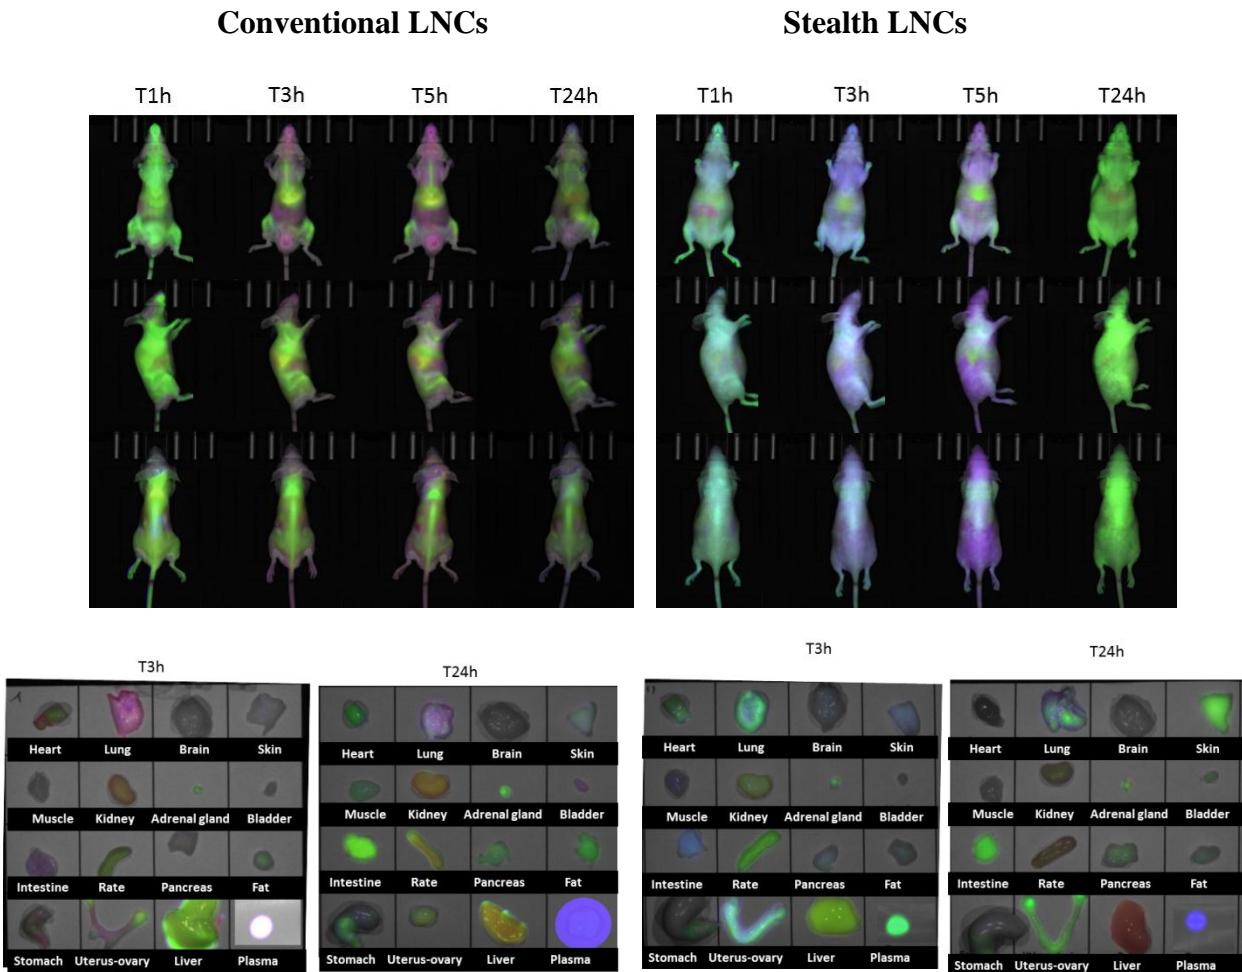 Conventional LNCs Stealth LNCs
T1h T3h T5h T24h T1h T3h T5h T24h
T3h T24h T3h T24h
Heart Lung Brain Skin Heart Lung Brain Skin Heart Lung Brain Skin Heart Lung Brain Skin
Muscle Kidney Adrenal gland Bladder Muscle Kidney Adrenal gland Bladder Muscle Kidney Adrenal gland Bladder Muscle Kidney Adrenal gland Bladder
Intestine Rate Pancreas Fat Intestine Rate Pancreas Fat Intestine Rate Pancreas Fat Intestine Rate Pancreas Fat
Stomach Uterus-ovary Liver Plasma Stomach Uterus-ovary Liver Plasma Stomach Uterus-ovary Liver Plasma Stomach Uterus-ovary Liver Plasma